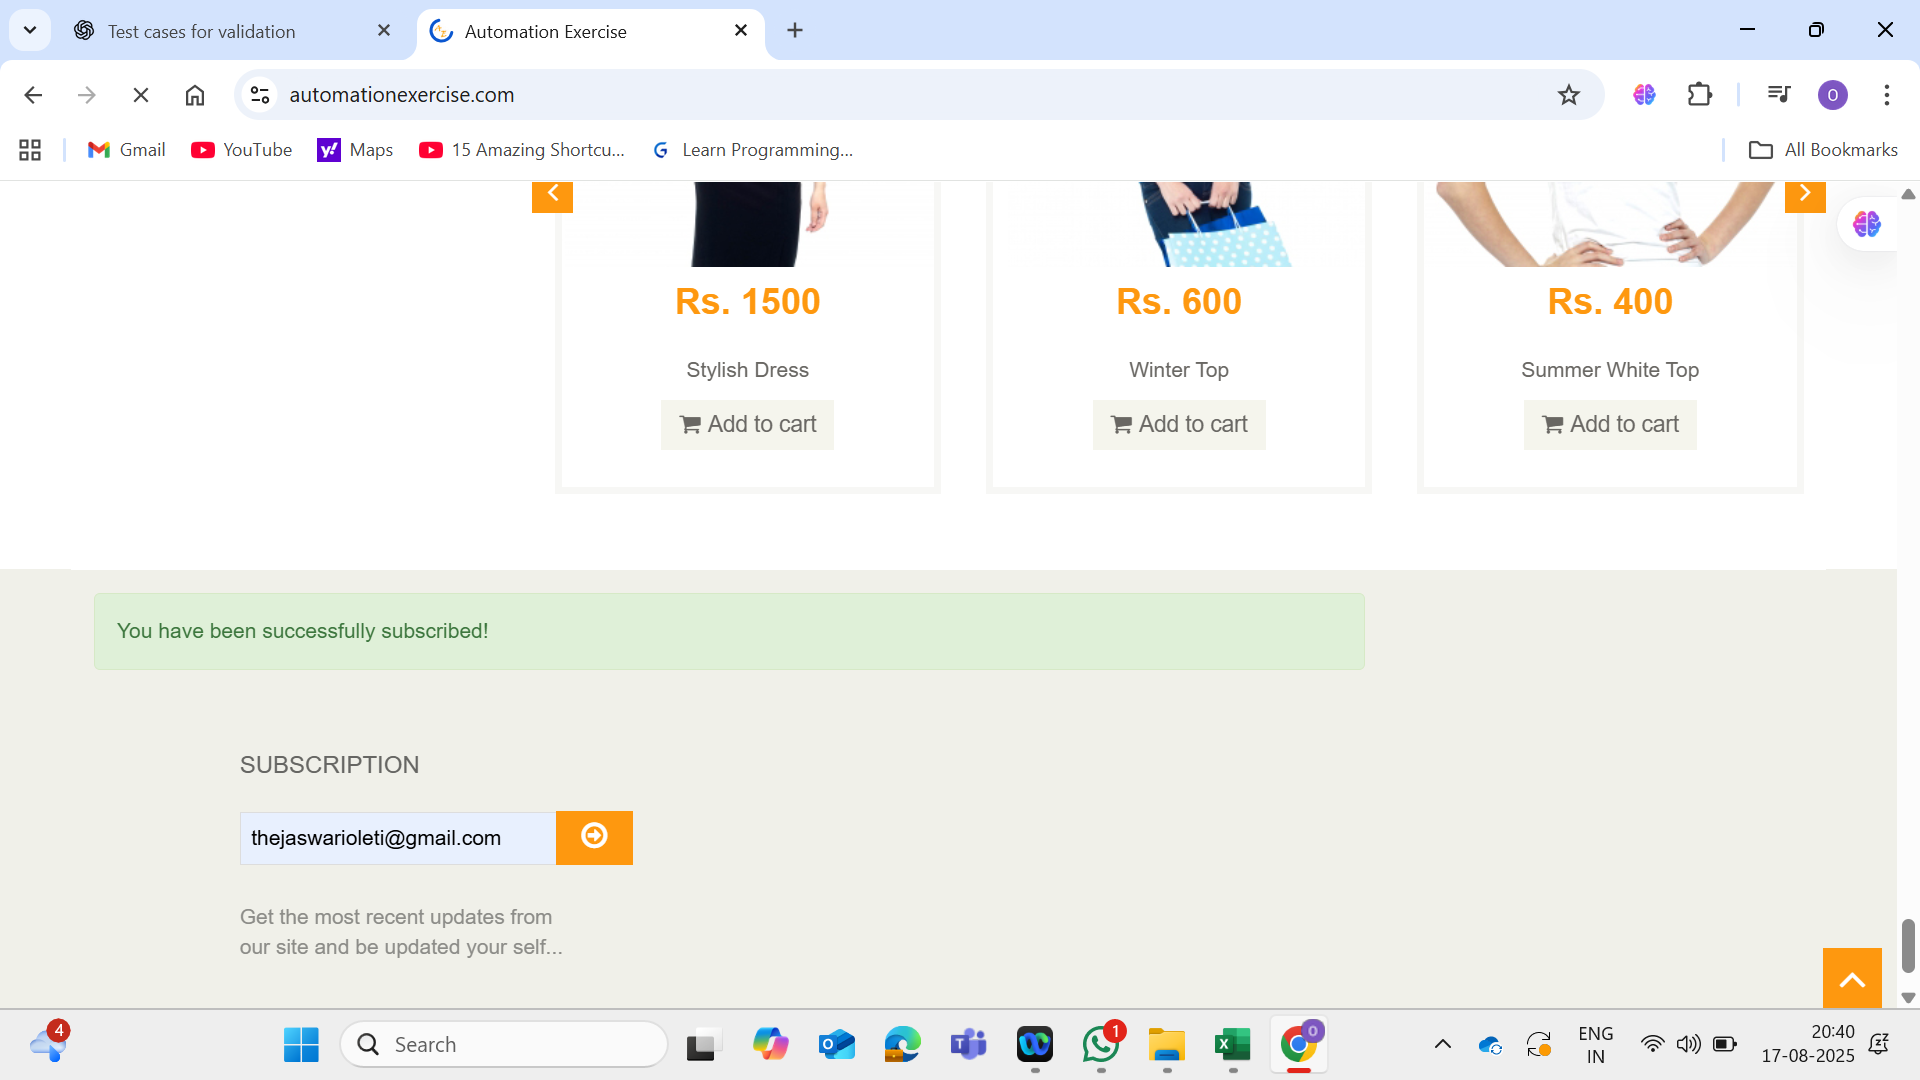 Test cases for validation
Automation Exercise
automationexercise.com
O
Gmail
YouTube
Maps
15 Amazing Shortcu...
Learn Programming...
All Bookmarks
Rs. 1500
Rs. 600
Rs. 400
Stylish Dress
Winter Top
Summer White Top
Add to cart
Add to cart
Add to cart
You have been successfully subscribed!
SUBSCRIPTION
thejaswarioleti@gmail.com
Get the most recent updates from
our site and be updated your self...
4
Search
1
O
ENG
IN
20:40
17-08-2025